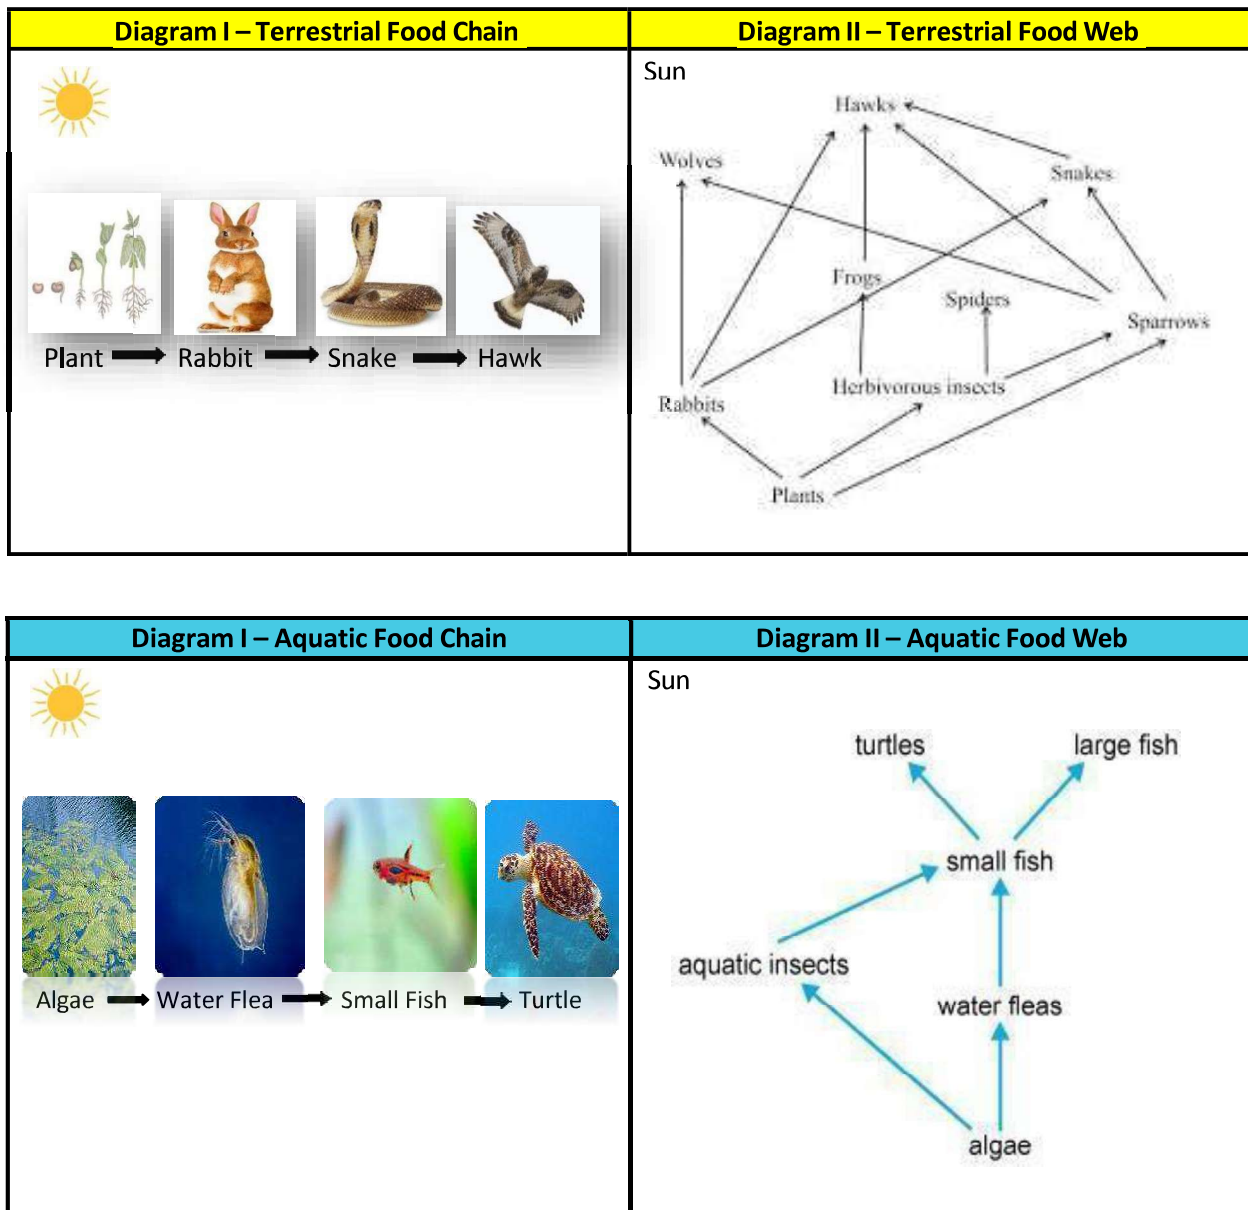 Diagram I – Terrestrial Food Chain
Diagram II – Terrestrial Food Web
Plant Rabbit Snake Hawk
Sun
Hawks
Wolves
Snakes
Frogs
Spiders
Sparrows
Herbivorous insects
Rabbits
Plants
Diagram I – Aquatic Food Chain
Diagram II – Aquatic Food Web
Algae Water Flea Small Fish Turtle
Sun
turtles large fish
small fish
aquatic insects
water fleas
algae